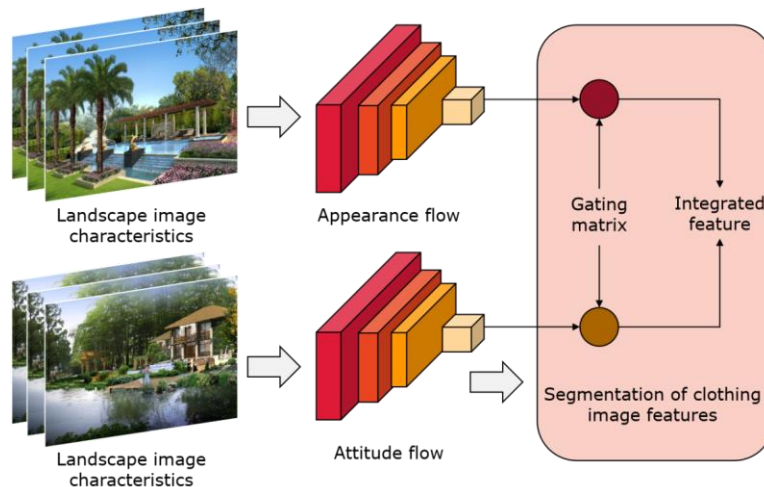 Landscape image
characteristics
Appearance flow
Gating
matrix
Integrated
feature
Landscape image
characteristics
Attitude flow
Segmentation of clothing
image features